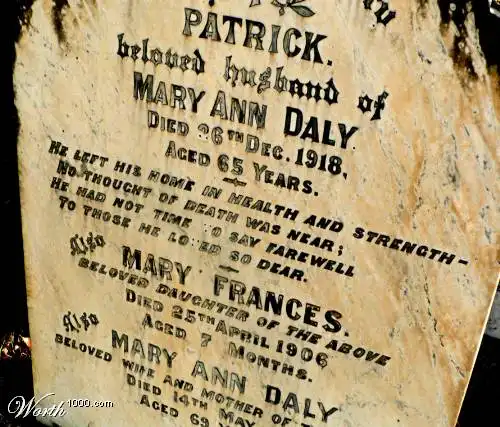 PATRICK.
beloved husband of
MARY ANN DALY
DIED 26TH DEC. 1918,
AGED 65 YEARS.
HE LEFT HIS HOME IN HEALTH AND STRENGTH-
NO THOUGHT OF DEATH WAS NEAR;
HE HAD NOT TIME TO SAY FAREWELL
TO THOSE HE LOVED SO DEAR.
Also
MARY FRANCES.
BELOVED DAUGHTER OF THE ABOVE
DIED 25TH APRIL 1906
AGED 7 MONTHS.
Also
MARY ANN DALY
BELOVED WIFE AND MOTHER OF
DIED 14TH MAY
AGED 69
Worth1000.com